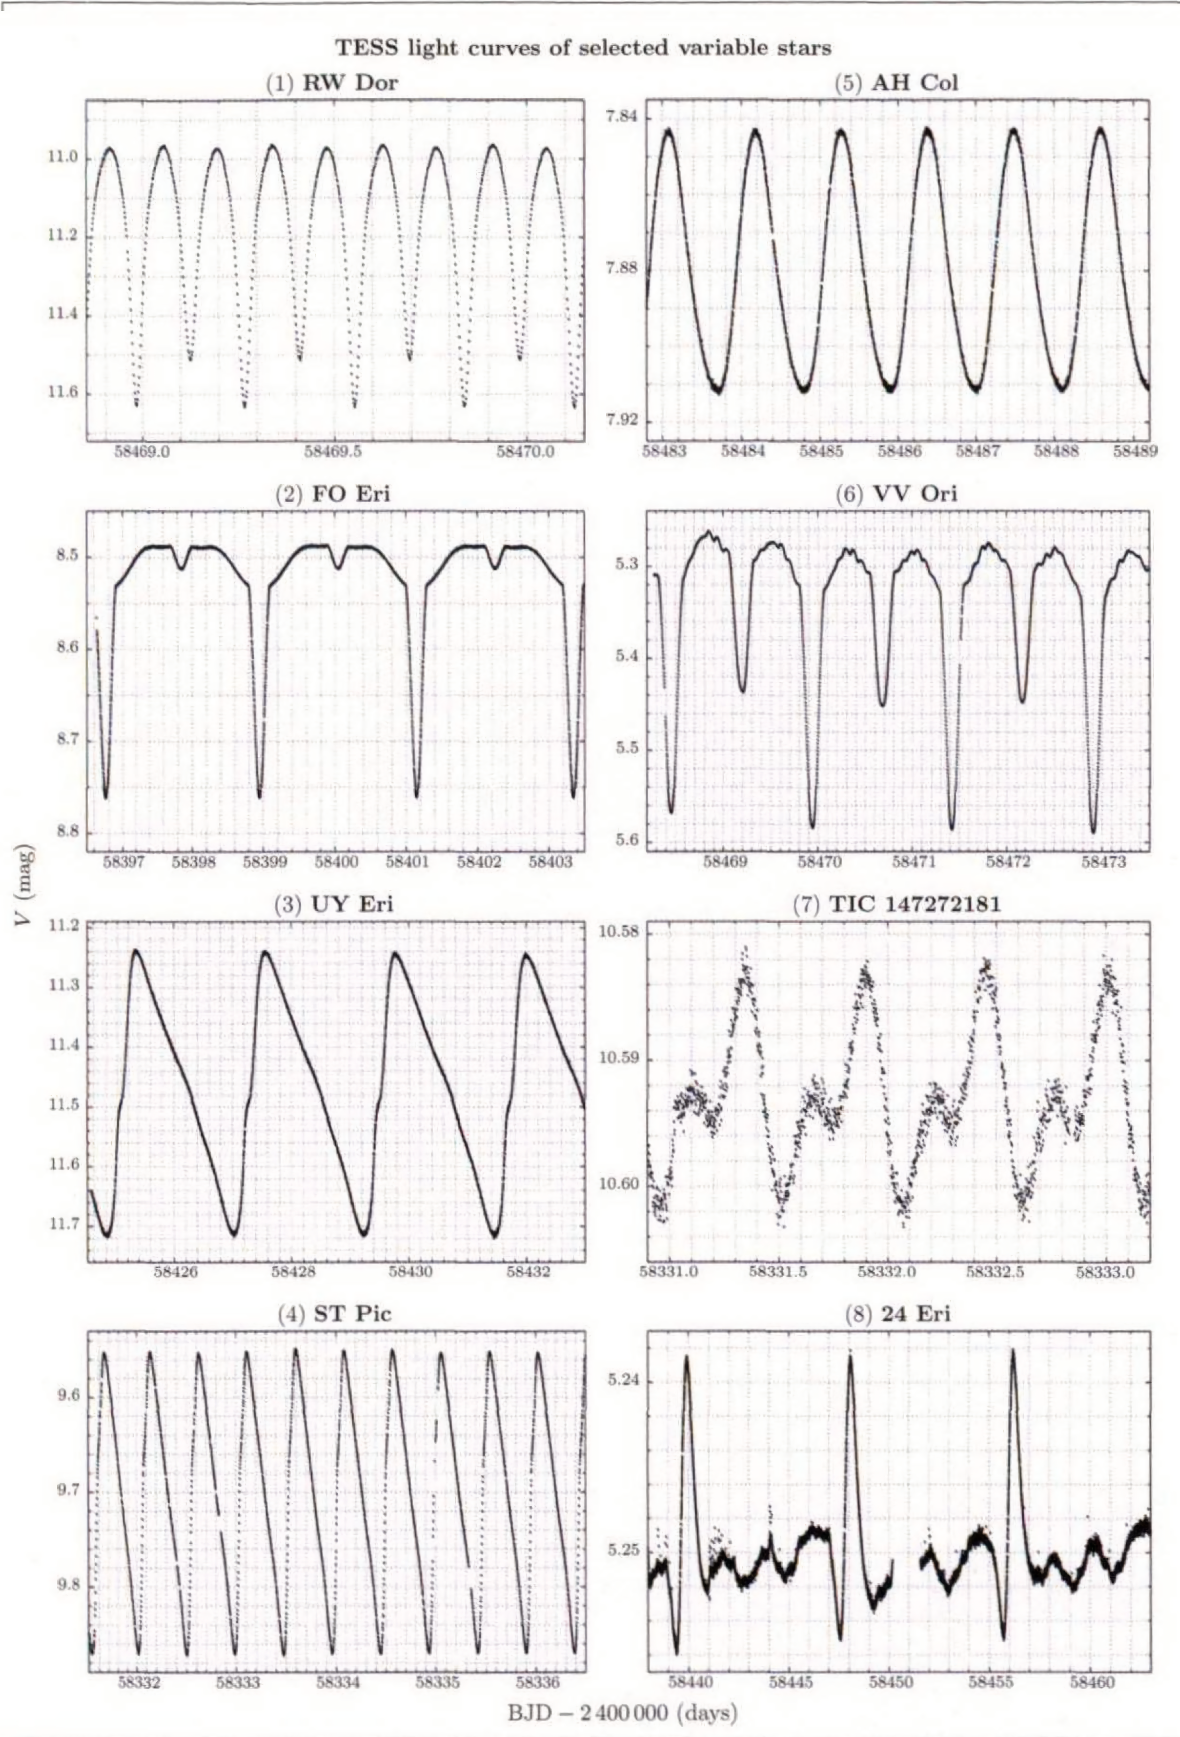 TESS light curves of selected variable stars
(1) RW Dor
11.0
11.2
11.4
11.6
58469.0 58469.5 58470.0
(2) FO Eri
8.5
8.6
8.7
8.8
58397 58398 58399 58400 58401 58402 58403
(3) UY Eri
11.2
11.3
11.4
11.5
11.6
11.7
58426 58428 58430 58432
(4) ST Pic
9.6
9.7
9.8
58332 58333 58334 58335 58336
(5) AH Col
7.84
7.88
7.92
58483 58484 58485 58486 58487 58488 58489
(6) VV Ori
5.3
5.4
5.5
5.6
58469 58470 58471 58472 58473
(7) TIC 147272181
10.58
10.59
10.60
58331.0 58331.5 58332.0 58332.5 58333.0
(8) 24 Eri
5.24
5.25
58440 58445 58450 58455 58460
V (mag)
BJD − 2 400 000 (days)